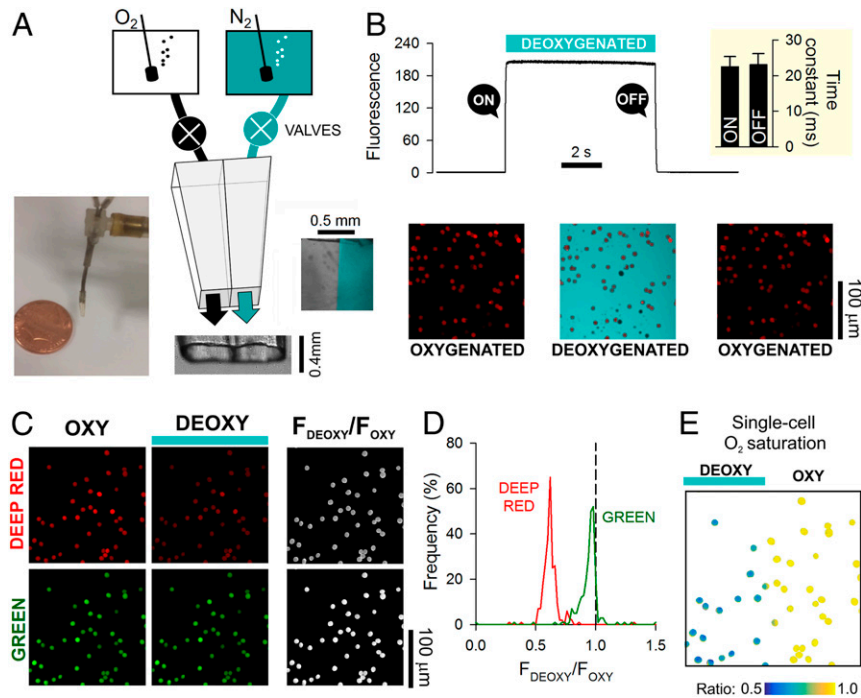 A
O2
N2
VALVES
0.5 mm
0.4mm
B
DEOXYGENATED
Fluorescence
240
180
120
60
0
ON
OFF
2 s
30
20
10
0
Time
constant (ms)
ON
OFF
OXYGENATED
DEOXYGENATED
OXYGENATED
100 µm
C
OXY
DEOXY
FDEOXY/FOXY
DEEP RED
GREEN
100 µm
D
Frequency (%)
80
60
40
20
0
DEEP
RED
GREEN
0.0
0.5
1.0
1.5
FDEOXY/FOXY
E
Single-cell
O2 saturation
DEOXY
OXY
Ratio: 0.5
1.0